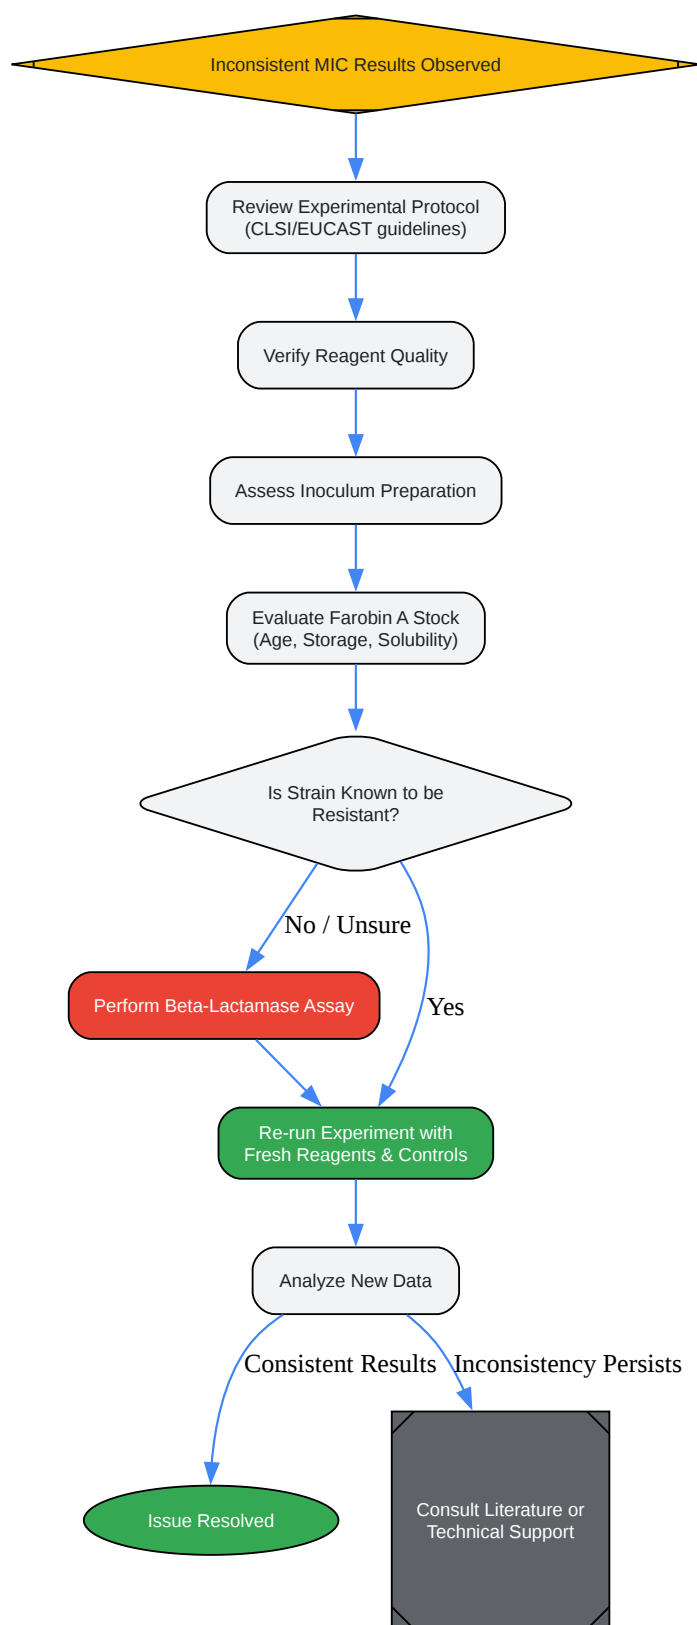 Inconsistent MIC Results Observed
Review Experimental Protocol
(CLSI/EUCAST guidelines)
Verify Reagent Quality
Assess Inoculum Preparation
Evaluate Farobin A Stock
(Age, Storage, Solubility)
Is Strain Known to be
Resistant?
No / Unsure
Perform Beta-Lactamase Assay
Yes
Re-run Experiment with
Fresh Reagents & Controls
Analyze New Data
Consistent Results
Inconsistency Persists
Issue Resolved
Consult Literature or
Technical Support